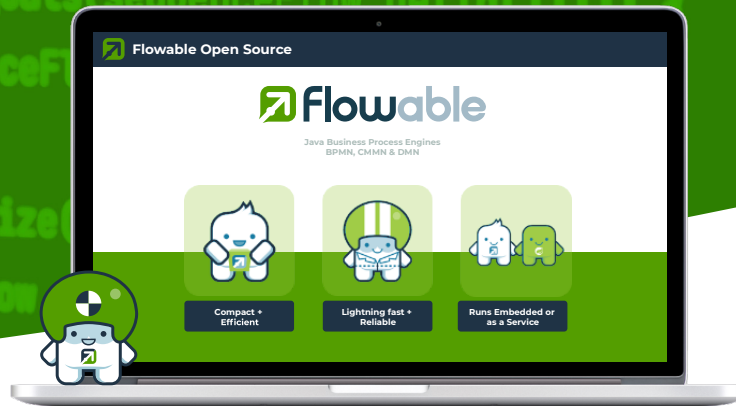 Flowable Open Source
Flowable
Java Business Process Engines
BPMN, CMMN & DMN
Compact +
Efficient
Lightning fast +
Reliable
Runs Embedded or
as a Service